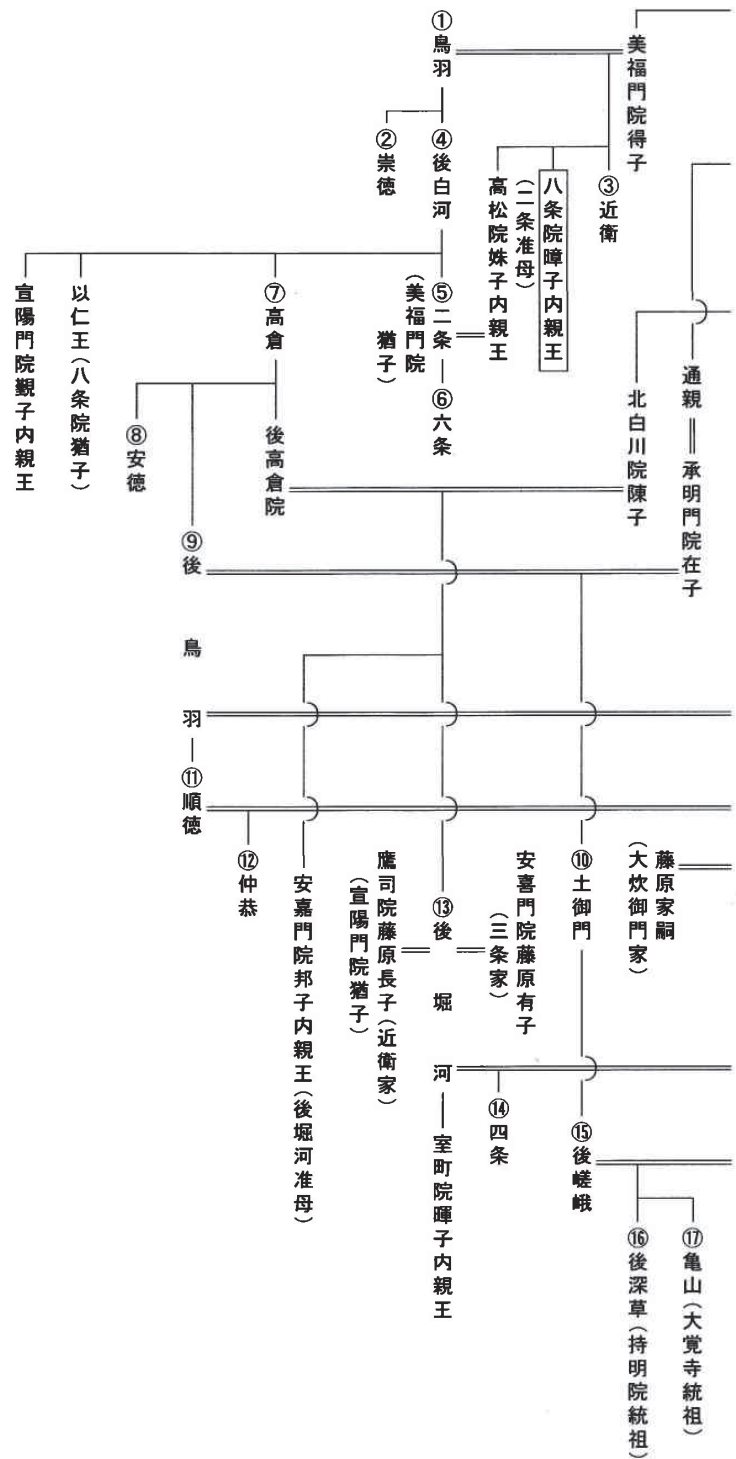 美福門院得子
①鳥羽
③近衛
八条院暲子内親王
（二条准母）
高松院姝子内親王
④後白河
②崇徳
通親
承明門院在子
北白川院陳子
⑤二条
（美福門院猶子）
⑥六条
⑦高倉
以仁王（八条院猶子）
宣陽門院覲子内親王
後高倉院
⑧安徳
⑨後鳥羽
藤原家嗣
（大炊御門家）
⑩土御門
安喜門院藤原有子
（三条家）
⑬後堀河
鷹司院藤原長子（近衛家）
（宣陽門院猶子）
安嘉門院邦子内親王（後堀河准母）
⑫仲恭
⑪順徳
⑮後嵯峨
⑭四条
室町院暉子内親王
⑰亀山（大覚寺統祖）
⑯後深草（持明院統祖）